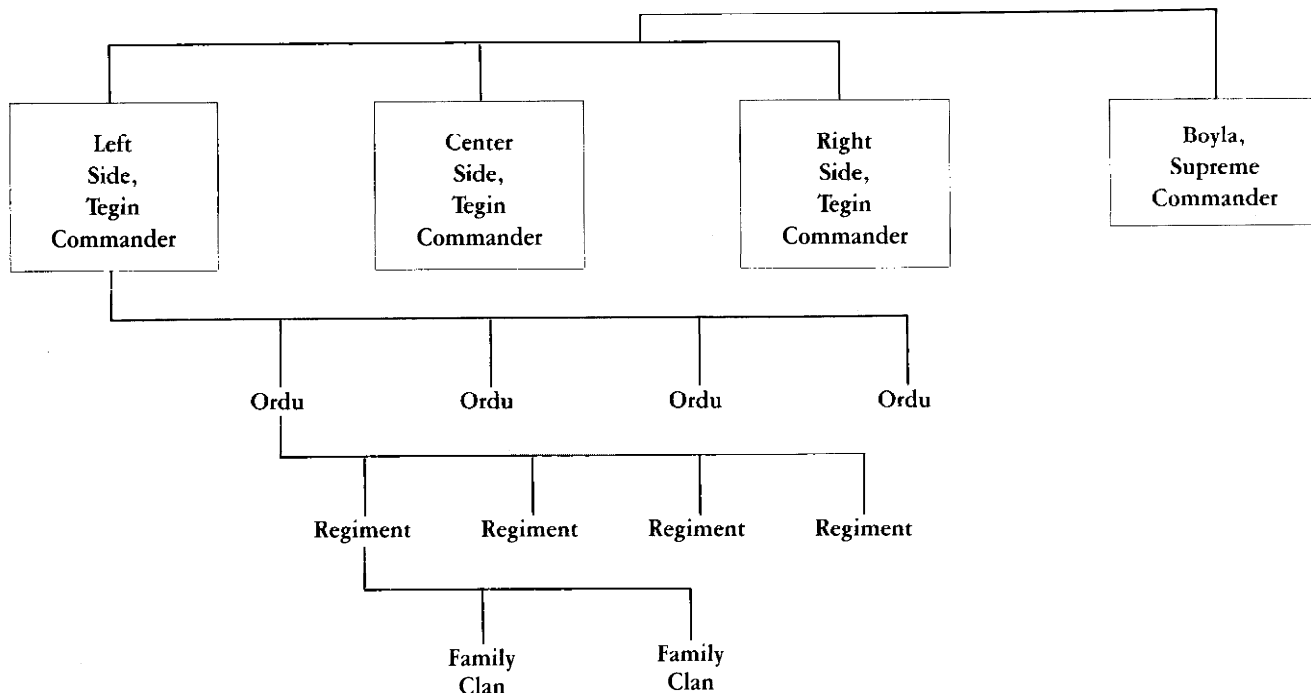 Left
Side,
Tegin
Commander
Center
Side,
Tegin
Commander
Right
Side,
Tegin
Commander
Boyla,
Supreme
Commander
Ordu
Ordu
Ordu
Ordu
Regiment
Regiment
Regiment
Regiment
Family
Clan
Family
Clan